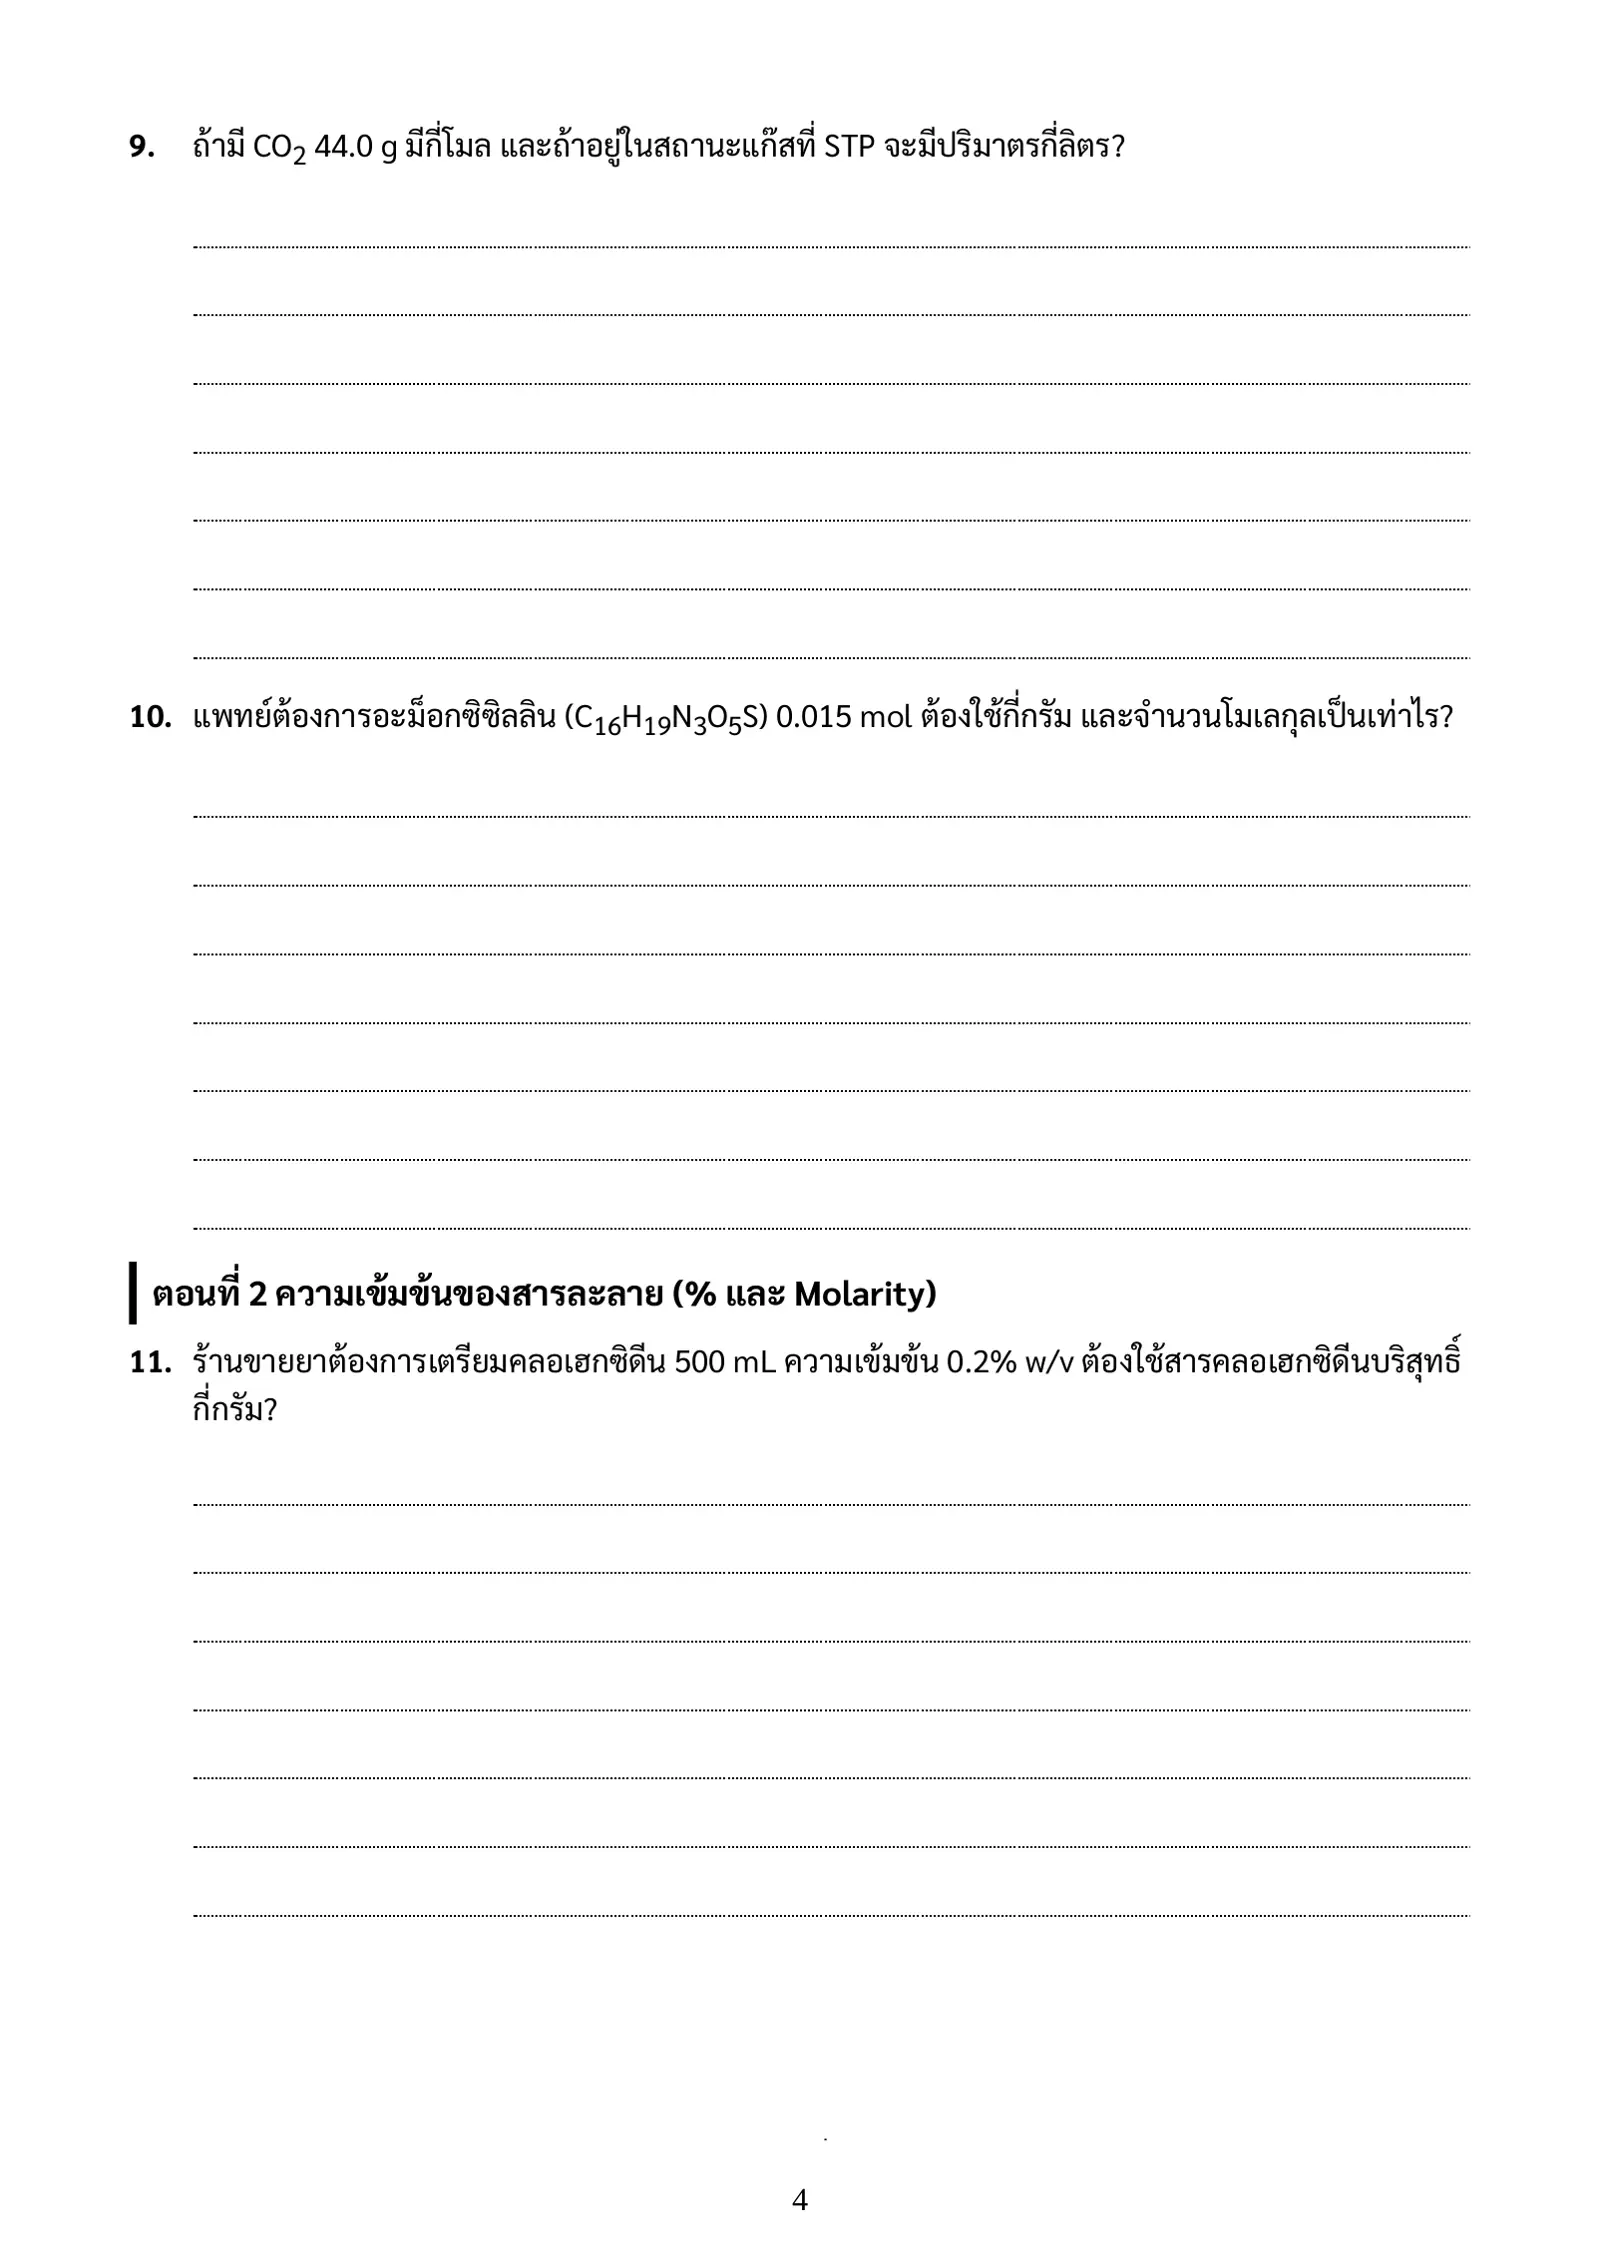 9. ถ้ามี CO2 44.0 g มีกี่โมล และถ้าอยู่ในสถานะแก๊สที่ STP จะมีปริมาตรกี่ลิตร?
10. แพทย์ต้องการอะม็อกซิซิลลิน (C16H19N3O5S) 0.015 mol ต้องใช้กี่กรัม และจำนวนโมเลกุลเป็นเท่าไร?
ตอนที่ 2 ความเข้มข้นของสารละลาย (% และ Molarity)
11. ร้านขายยาต้องการเตรียมคลอเฮกซิดีน 500 mL ความเข้มข้น 0.2% w/v ต้องใช้สารคลอเฮกซิดีนบริสุทธิ์
กี่กรัม?
4